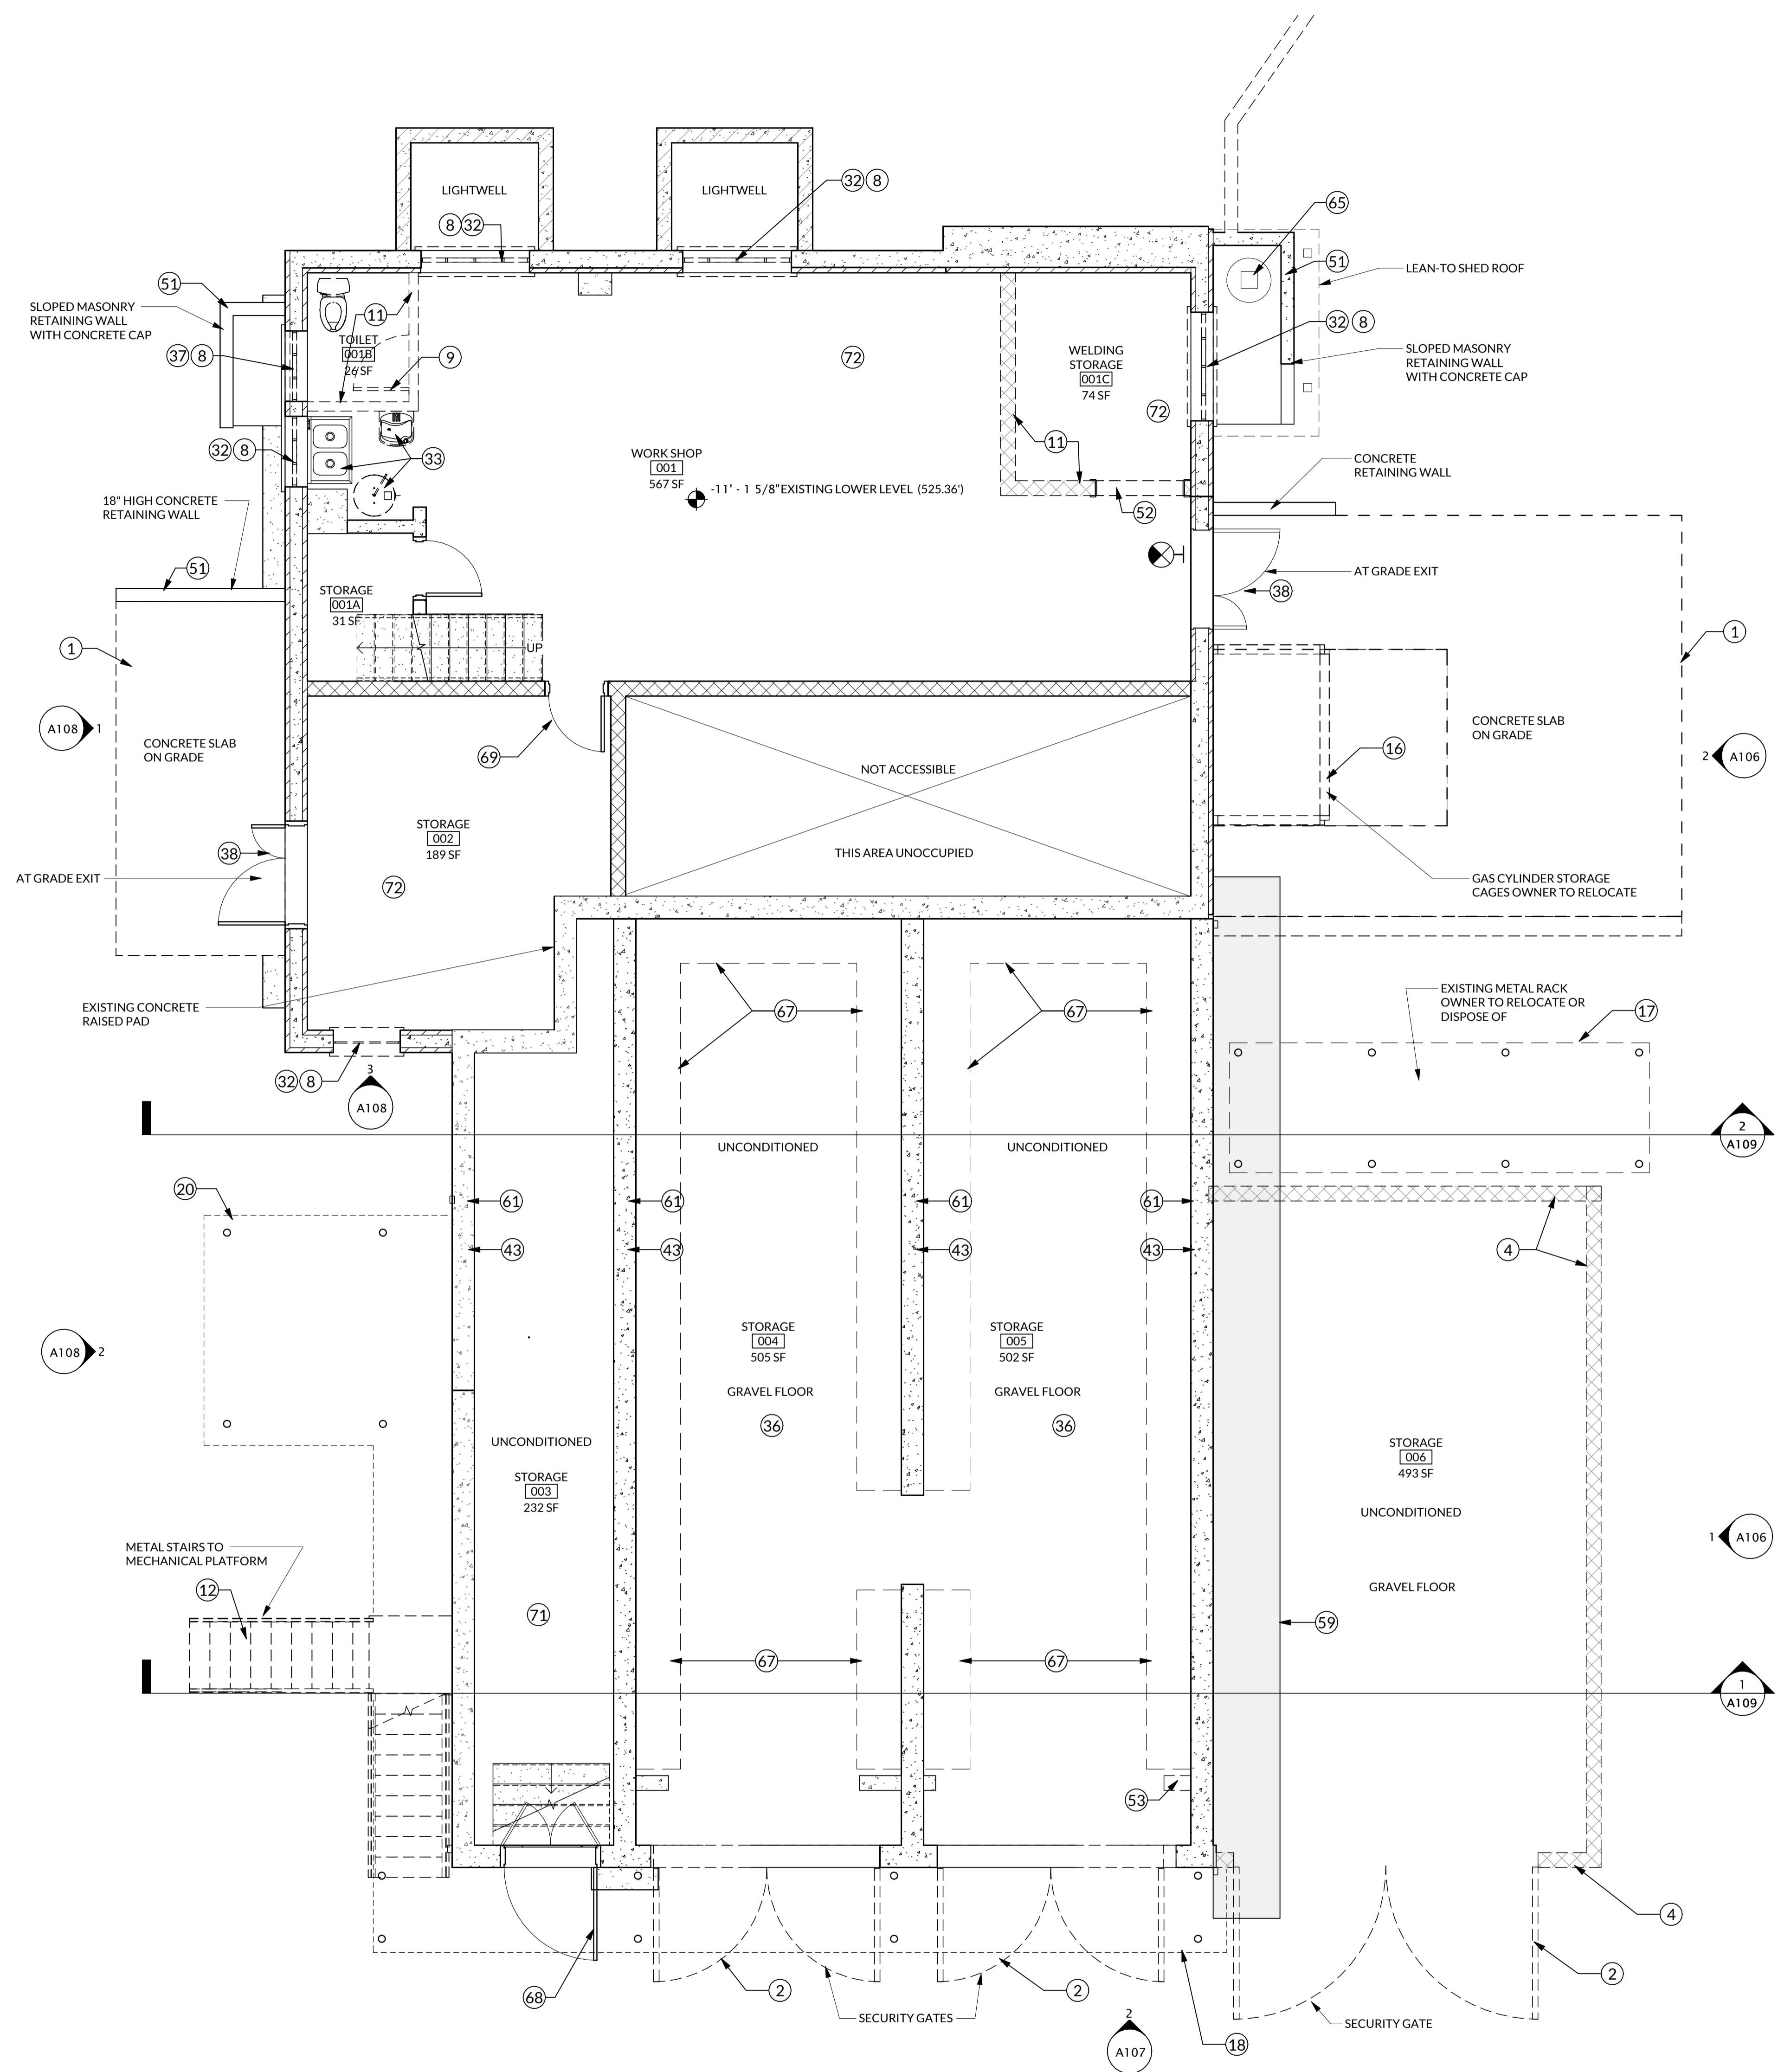 LIGHTWELL
LIGHTWELL
32 8
8 32
65
51
LEAN-TO SHED ROOF
51
SLOPED MASONRY
RETAINING WALL
WITH CONCRETE CAP
11
TOILET
001B
26 SF
37 8
9
72
WELDING
STORAGE
001C
74 SF
32 8
SLOPED MASONRY
RETAINING WALL
WITH CONCRETE CAP
72
32 8
33
WORK SHOP
001
567 SF
11
-11' - 1 5/8" EXISTING LOWER LEVEL (525.36')
CONCRETE
RETAINING WALL
18" HIGH CONCRETE
RETAINING WALL
52
51
AT GRADE EXIT
38
STORAGE
001A
31 SF
UP
1
1
A108 1
CONCRETE SLAB
ON GRADE
69
NOT ACCESSIBLE
16
CONCRETE SLAB
ON GRADE
2 A106
STORAGE
002
189 SF
THIS AREA UNOCCUPIED
38
AT GRADE EXIT
72
GAS CYLINDER STORAGE
CAGES OWNER TO RELOCATE
EXISTING CONCRETE
RAISED PAD
67
67
EXISTING METAL RACK
OWNER TO RELOCATE OR
DISPOSE OF
17
32 8
3
A108
UNCONDITIONED
UNCONDITIONED
2
A109
20
61
61
61
61
43
43
43
43
4
A108 2
STORAGE
004
505 SF
STORAGE
005
502 SF
GRAVEL FLOOR
GRAVEL FLOOR
36
36
UNCONDITIONED
STORAGE
003
232 SF
STORAGE
006
493 SF
UNCONDITIONED
1 A106
METAL STAIRS TO
MECHANICAL PLATFORM
12
71
GRAVEL FLOOR
59
67
67
1
A109
53
4
68
2
2
2
SECURITY GATES
SECURITY GATE
18
2
A107